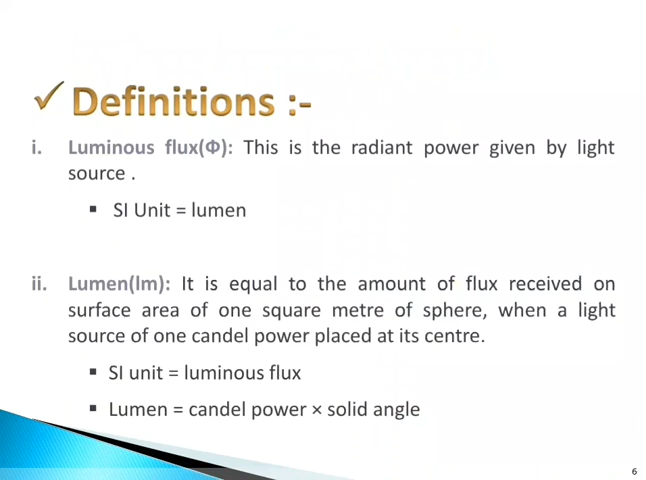 ✓ Definitions :-
i. Luminous flux(Φ): This is the radiant power given by light
source .
▪ SI Unit = lumen
ii. Lumen(lm): It is equal to the amount of flux received on
surface area of one square metre of sphere, when a light
source of one candel power placed at its centre.
▪ SI unit = luminous flux
▪ Lumen = candel power × solid angle
6